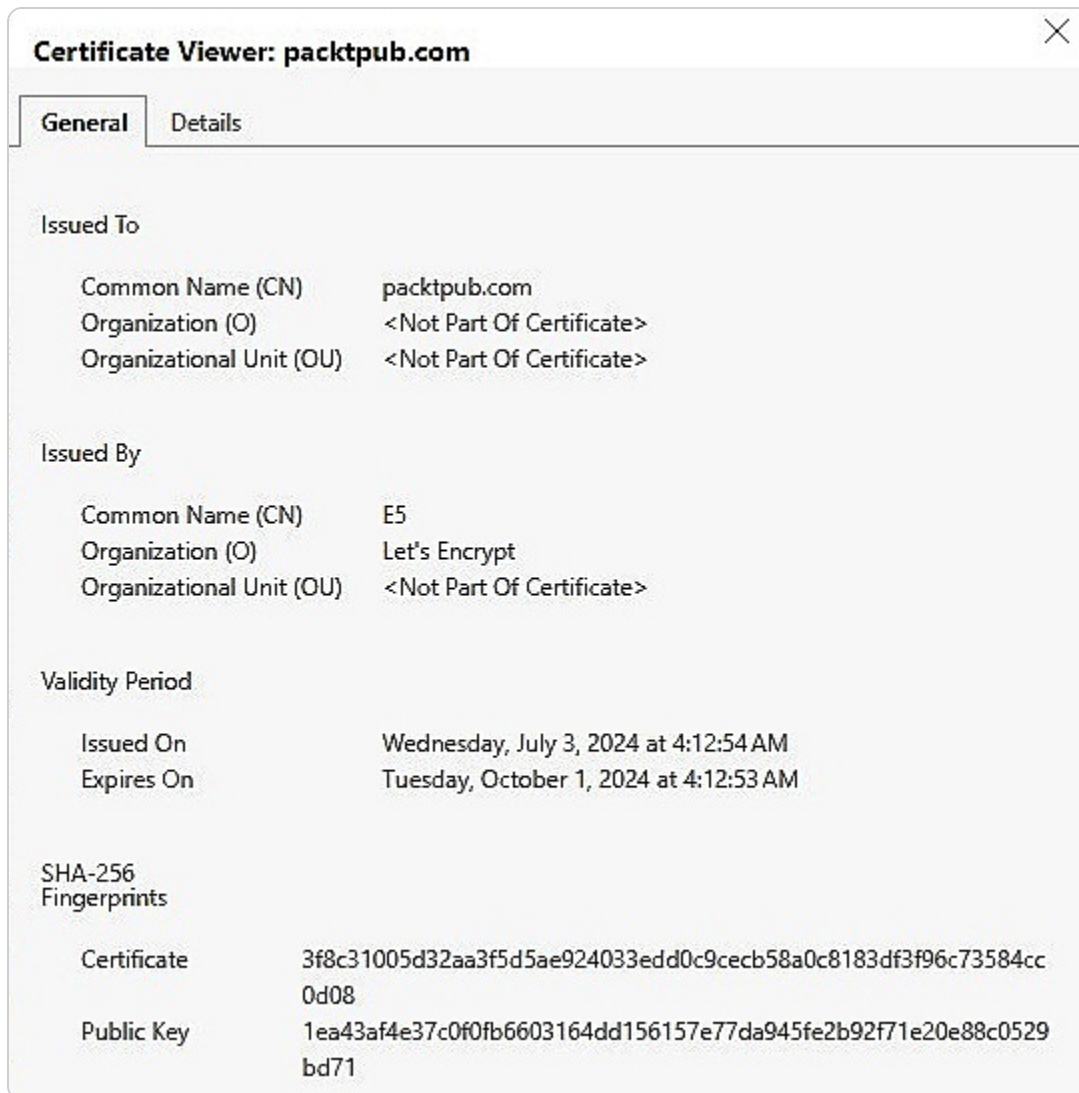 Certificate Viewer: packtpub.com
General Details
Issued To
Common Name (CN) packtpub.com
Organization (O) <Not Part Of Certificate>
Organizational Unit (OU) <Not Part Of Certificate>
Issued By
Common Name (CN) E5
Organization (O) Let's Encrypt
Organizational Unit (OU) <Not Part Of Certificate>
Validity Period
Issued On Wednesday, July 3, 2024 at 4:12:54 AM
Expires On Tuesday, October 1, 2024 at 4:12:53 AM
SHA-256
Fingerprints
Certificate 3f8c31005d32aa3f5d5ae924033edd0c9cecb58a0c8183df3f96c73584cc
0d08
Public Key 1ea43af4e37c0f0fb6603164dd156157e77da945fe2b92f71e20e88c0529
bd71